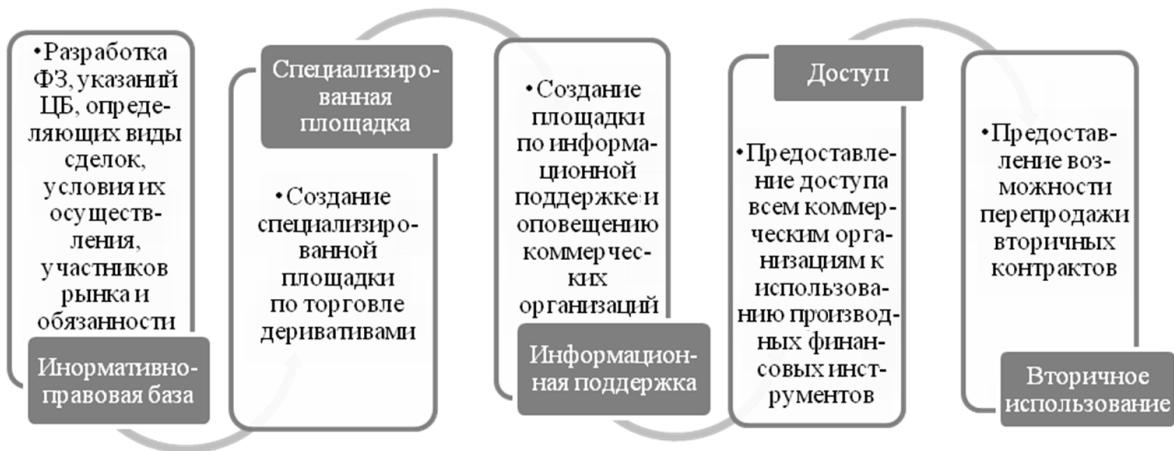 •Разработка
ФЗ, указаний
ЦБ, опреде-
ляющих виды
сделок,
условия их
осуществ-
ления,
участников
рынка и
обязанности
Инормативно-
правовая база
Специализиро-
ванная
площадка
•Создание
специализиро-
ванной
площадки
по торговле
деривативами
•Создание
площадки
по информа-
ционной
поддержке и
оповещению
коммерчес-
ких
организаций
Информацион-
ная поддержка
Доступ
•Предоставле-
ние доступа
всем коммер-
ческим орга-
низациям к
использова-
нию производ-
ных финан-
совых инст-
рументов
•Предостав-
ление воз-
можности
перепродажи
вторичных
контрактов
Вторичное
использование